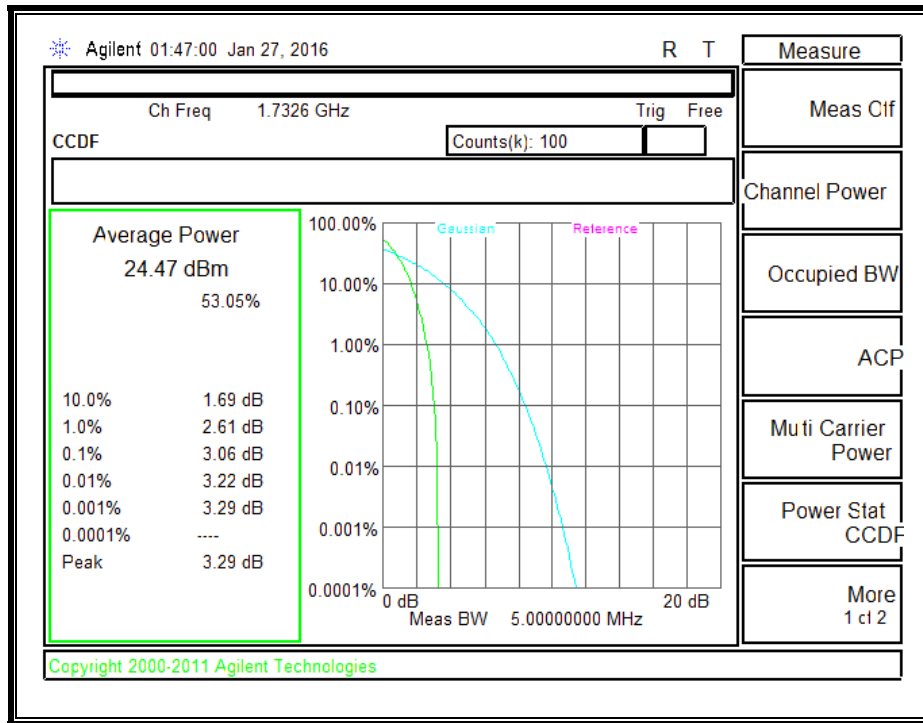 Agilent 01:47:00 Jan 27, 2016 R T
Ch Freq 1.7326 GHz Trig Free
CCDF Counts(k): 100
Average Power
24.47 dBm
53.05%
10.0% 1.69 dB
1.0% 2.61 dB
0.1% 3.06 dB
0.01% 3.22 dB
0.001% 3.29 dB
0.0001% ----
Peak 3.29 dB
Gaussian Reference
100.00%
10.00%
1.00%
0.10%
0.01%
0.001%
0.0001%
0 dB 20 dB
Meas BW 5.00000000 MHz
Measure
Meas Off
Channel Power
Occupied BW
ACP
Multi Carrier
Power
Power Stat
CCDF
More
1 of 2
Copyright 2000-2011 Agilent Technologies